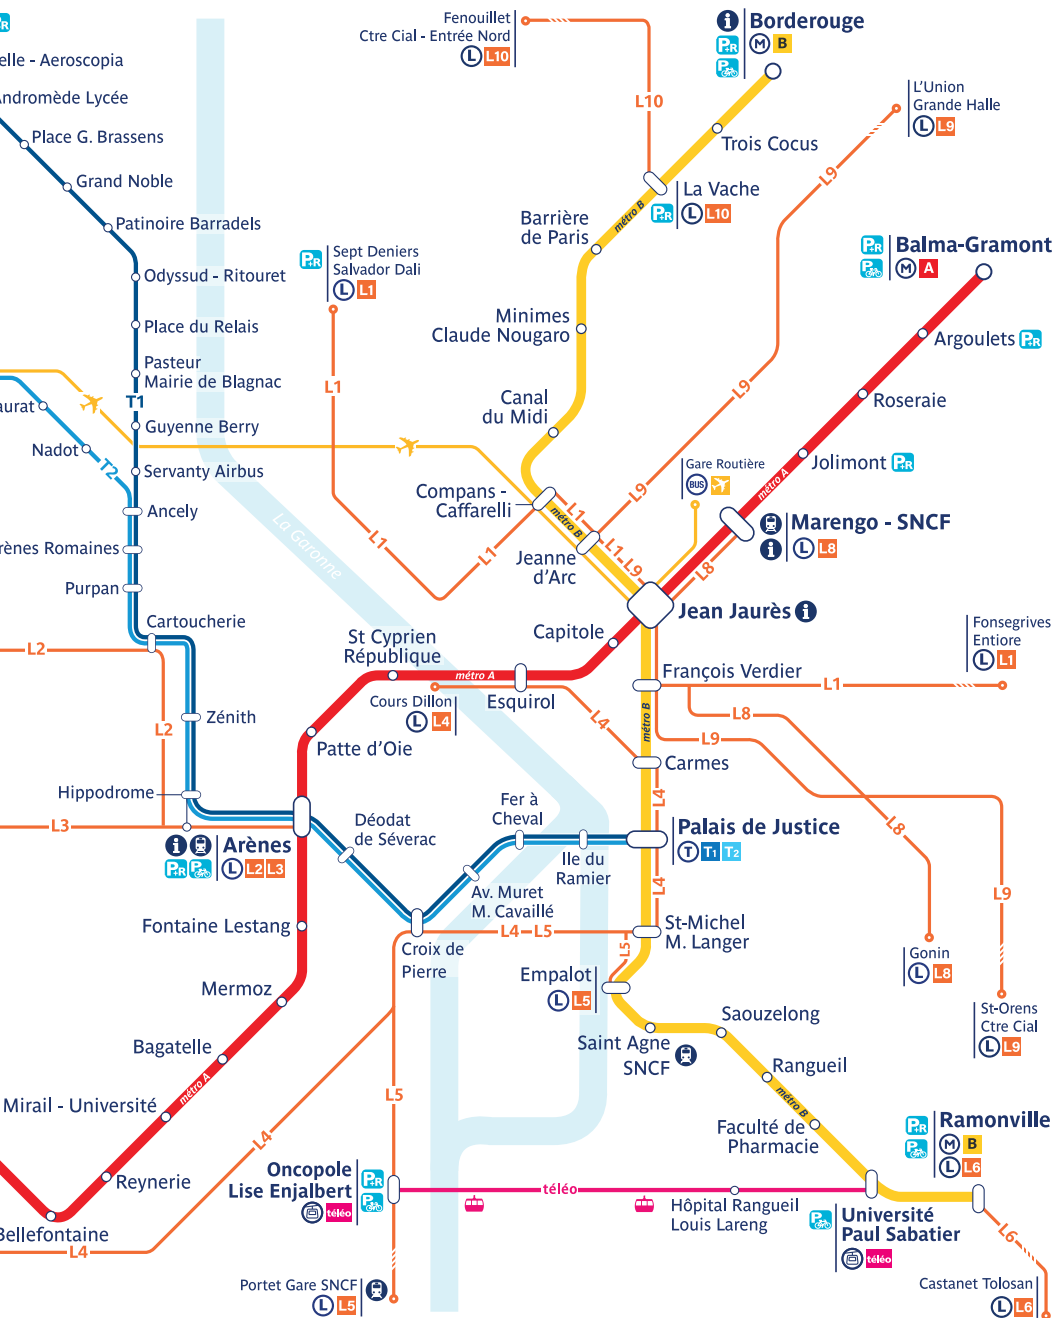 Fenouillet
Ctre Cial - Entrée Nord
L L10
i Borderouge
P+R M B
P+R
elle - Aeroscopia
Andromède Lycée
L'Union
Grande Halle
L L9
L10
Place G. Brassens
Trois Cocus
Grand Noble
L9
La Vache
P+R L L10
métro B
Patinoire Barradels
Barrière
de Paris
P+R Balma-Gramont
M A
P+R Sept Deniers
Salvador Dali
L L1
Odyssud - Ritouret
Minimes
Claude Nougaro
Place du Relais
Argoulets P+R
Pasteur
Mairie de Blagnac
L1
L9
T1
Canal
du Midi
Roseraie
aurat
Guyenne Berry
Nadot
T2
Servanty Airbus
Gare Routière
BUS
Jolimont P+R
métro A
Compans -
Caffarelli
L9
Ancely
La Garonne
L1
métro B
Marengo - SNCF
i L L8
rènes Romaines
L1
L1
L1
L9
Jeanne
d'Arc
L8
Purpan
Jean Jaurès i
Cartoucherie
Capitole
St Cyprien
République
Fonsegrives
Entiore
L L1
L2
métro A
François Verdier
L1
Cours Dillon
L L4
Esquirol
L4
Zénith
L2
métro B
L8
L9
Patte d'Oie
Carmes
Hippodrome
Fer à
Cheval
L4
L3
Déodat
de Séverac
Palais de Justice
T T1 T2
L8
i Arènes
P+R L L2 L3
Ile du
Ramier
Av. Muret
M. Cavaillé
L4
L9
Fontaine Lestang
L4 L5
St-Michel
M. Langer
Croix de
Pierre
L5
Gonin
L L8
Mermoz
Empalot
L L5
St-Orens
Ctre Cial
L L9
Saouzelong
Bagatelle
Saint Agne
SNCF
Rangueil
métro A
métro B
Mirail - Université
L5
Faculté de
Pharmacie
P+R Ramonville
M B
L L6
L4
Reynerie
Oncopole P+R
Lise Enjalbert
téléo
téléo
Hôpital Rangueil
Louis Lareng
Université
Paul Sabatier
téléo
Bellefontaine
L4
L6
Portet Gare SNCF
L L5
Castanet Tolosan
L L6